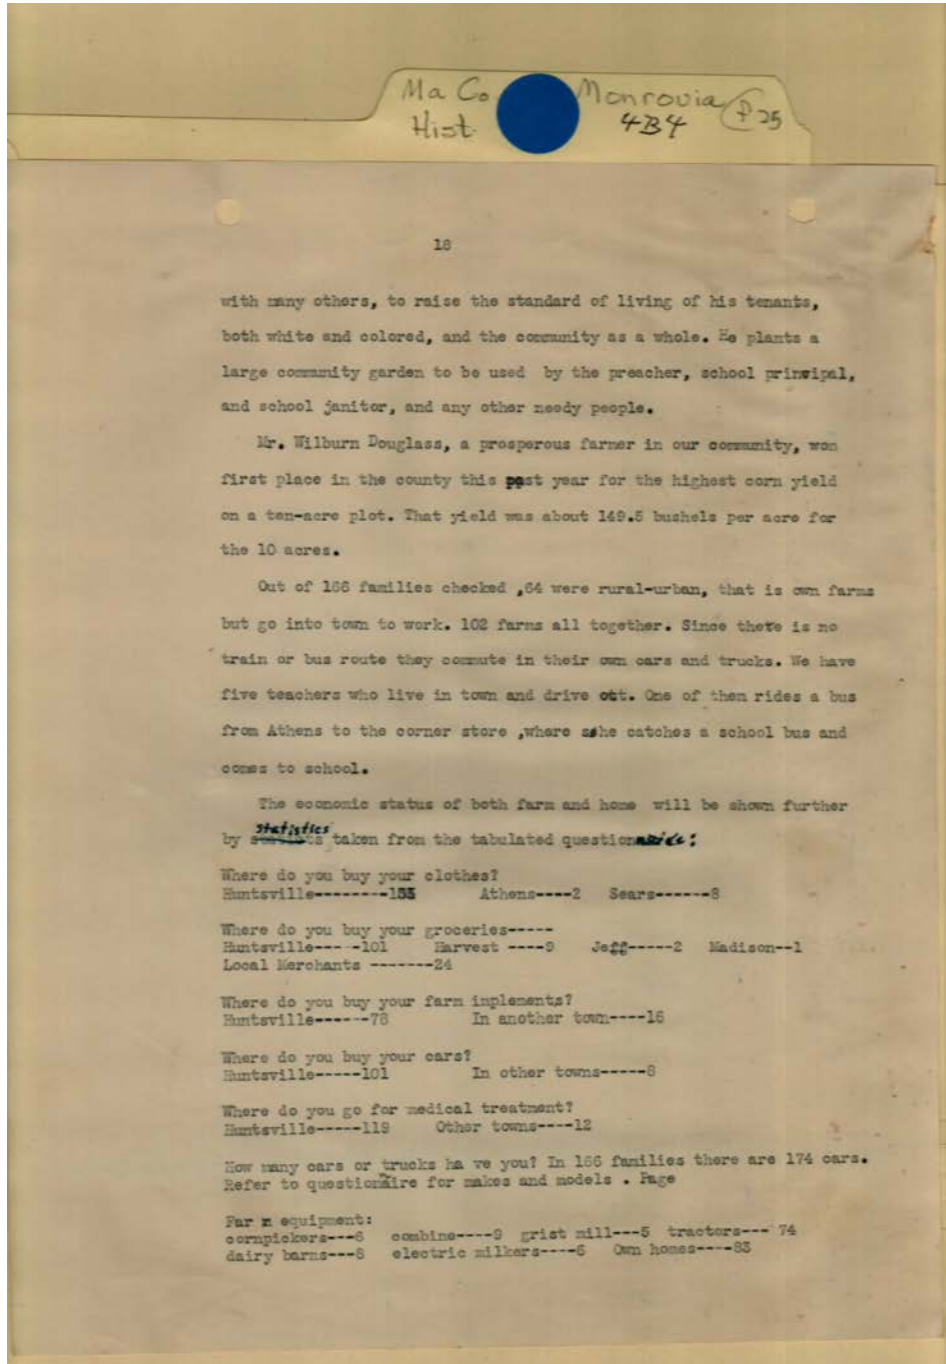 Ma Co Monrovia
Hist. 4B4 P25
18
with many others, to raise the standard of living of his tenants,
both white and colored, and the community as a whole. He plants a
large community garden to be used by the preacher, school principal,
and school janitor, and any other needy people.
Mr. Wilburn Douglass, a prosperous farmer in our community, won
first place in the county this past year for the highest corn yield
on a ten-acre plot. That yield was about 149.5 bushels per acre for
the 10 acres.
Out of 166 families checked ,64 were rural-urban, that is own farms
but go into town to work. 102 farms all together. Since there is no
train or bus route they commute in their own cars and trucks. We have
five teachers who live in town and drive out. One of them rides a bus
from Athens to the corner store ,where she catches a school bus and
comes to school.
The economic status of both farm and home will be shown further
by statistics taken from the tabulated questionnaire:
Where do you buy your clothes?
Huntsville--------133 Athens----2 Sears------8
Where do you buy your groceries-----
Huntsville-----101 Harvest ----9 Jeff-----2 Madison--1
Local Merchants -------24
Where do you buy your farm inplements?
Huntsville------78 In another town----16
Where do you buy your cars?
Huntsville-----101 In other towns-----8
Where do you go for medical treatment?
Huntsville-----119 Other towns----12
How many cars or trucks ha ve you? In 166 families there are 174 cars.
Refer to questionaire for makes and models . Page
Far m equipment:
cornpickers---6 combine----9 grist mill---5 tractors---74
dairy barns---8 electric milkers----6 Own homes----83